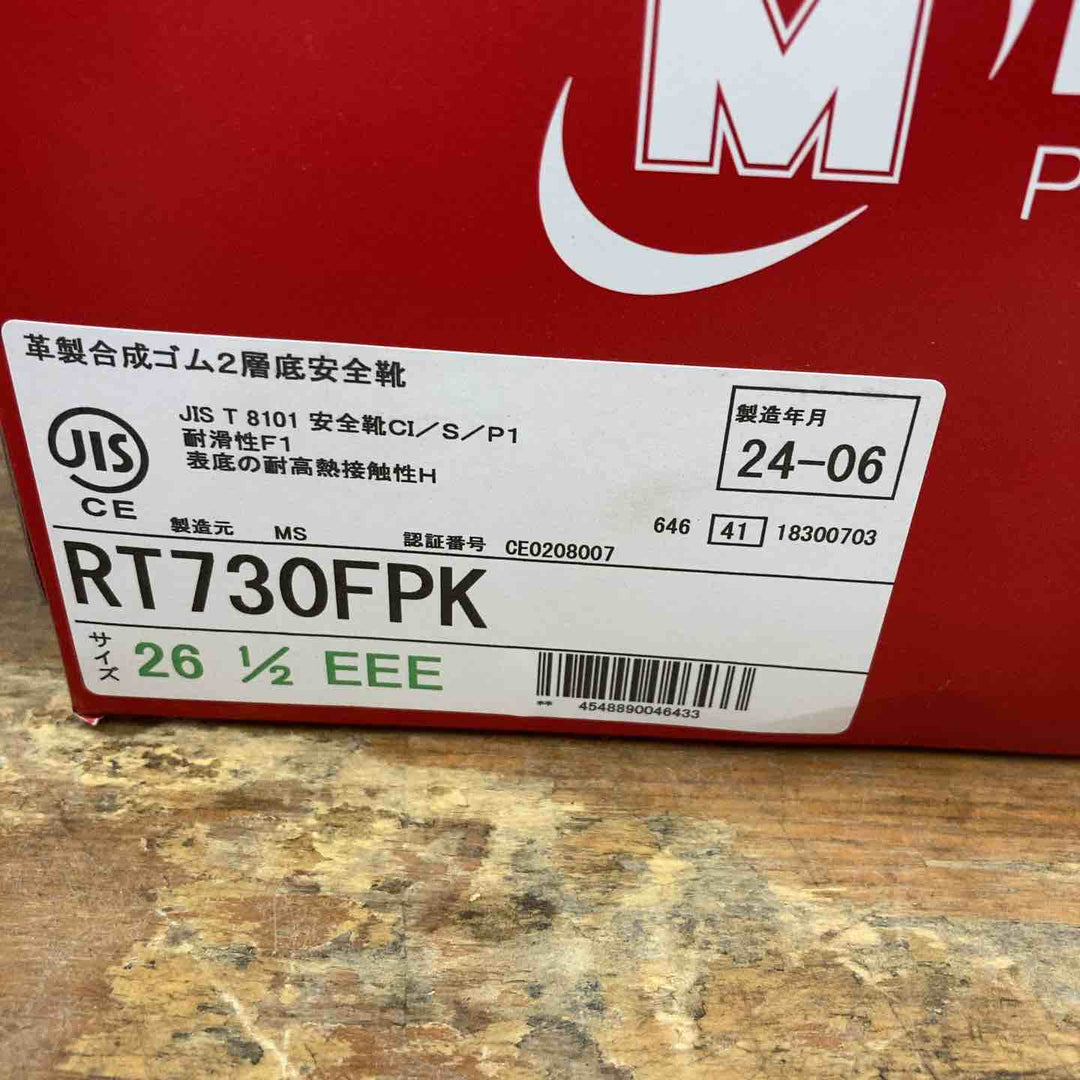 M
P
革製合成ゴム2層底安全靴
JIS
CE
JIS T 8101 安全靴CI/S/P1
耐滑性F1
表底の耐高熱接触性H
製造年月
24-06
646 41 18300703
製造元 MS 認証番号 CE0208007
RT730FPK
サイズ 26 ½ EEE
4548890046433